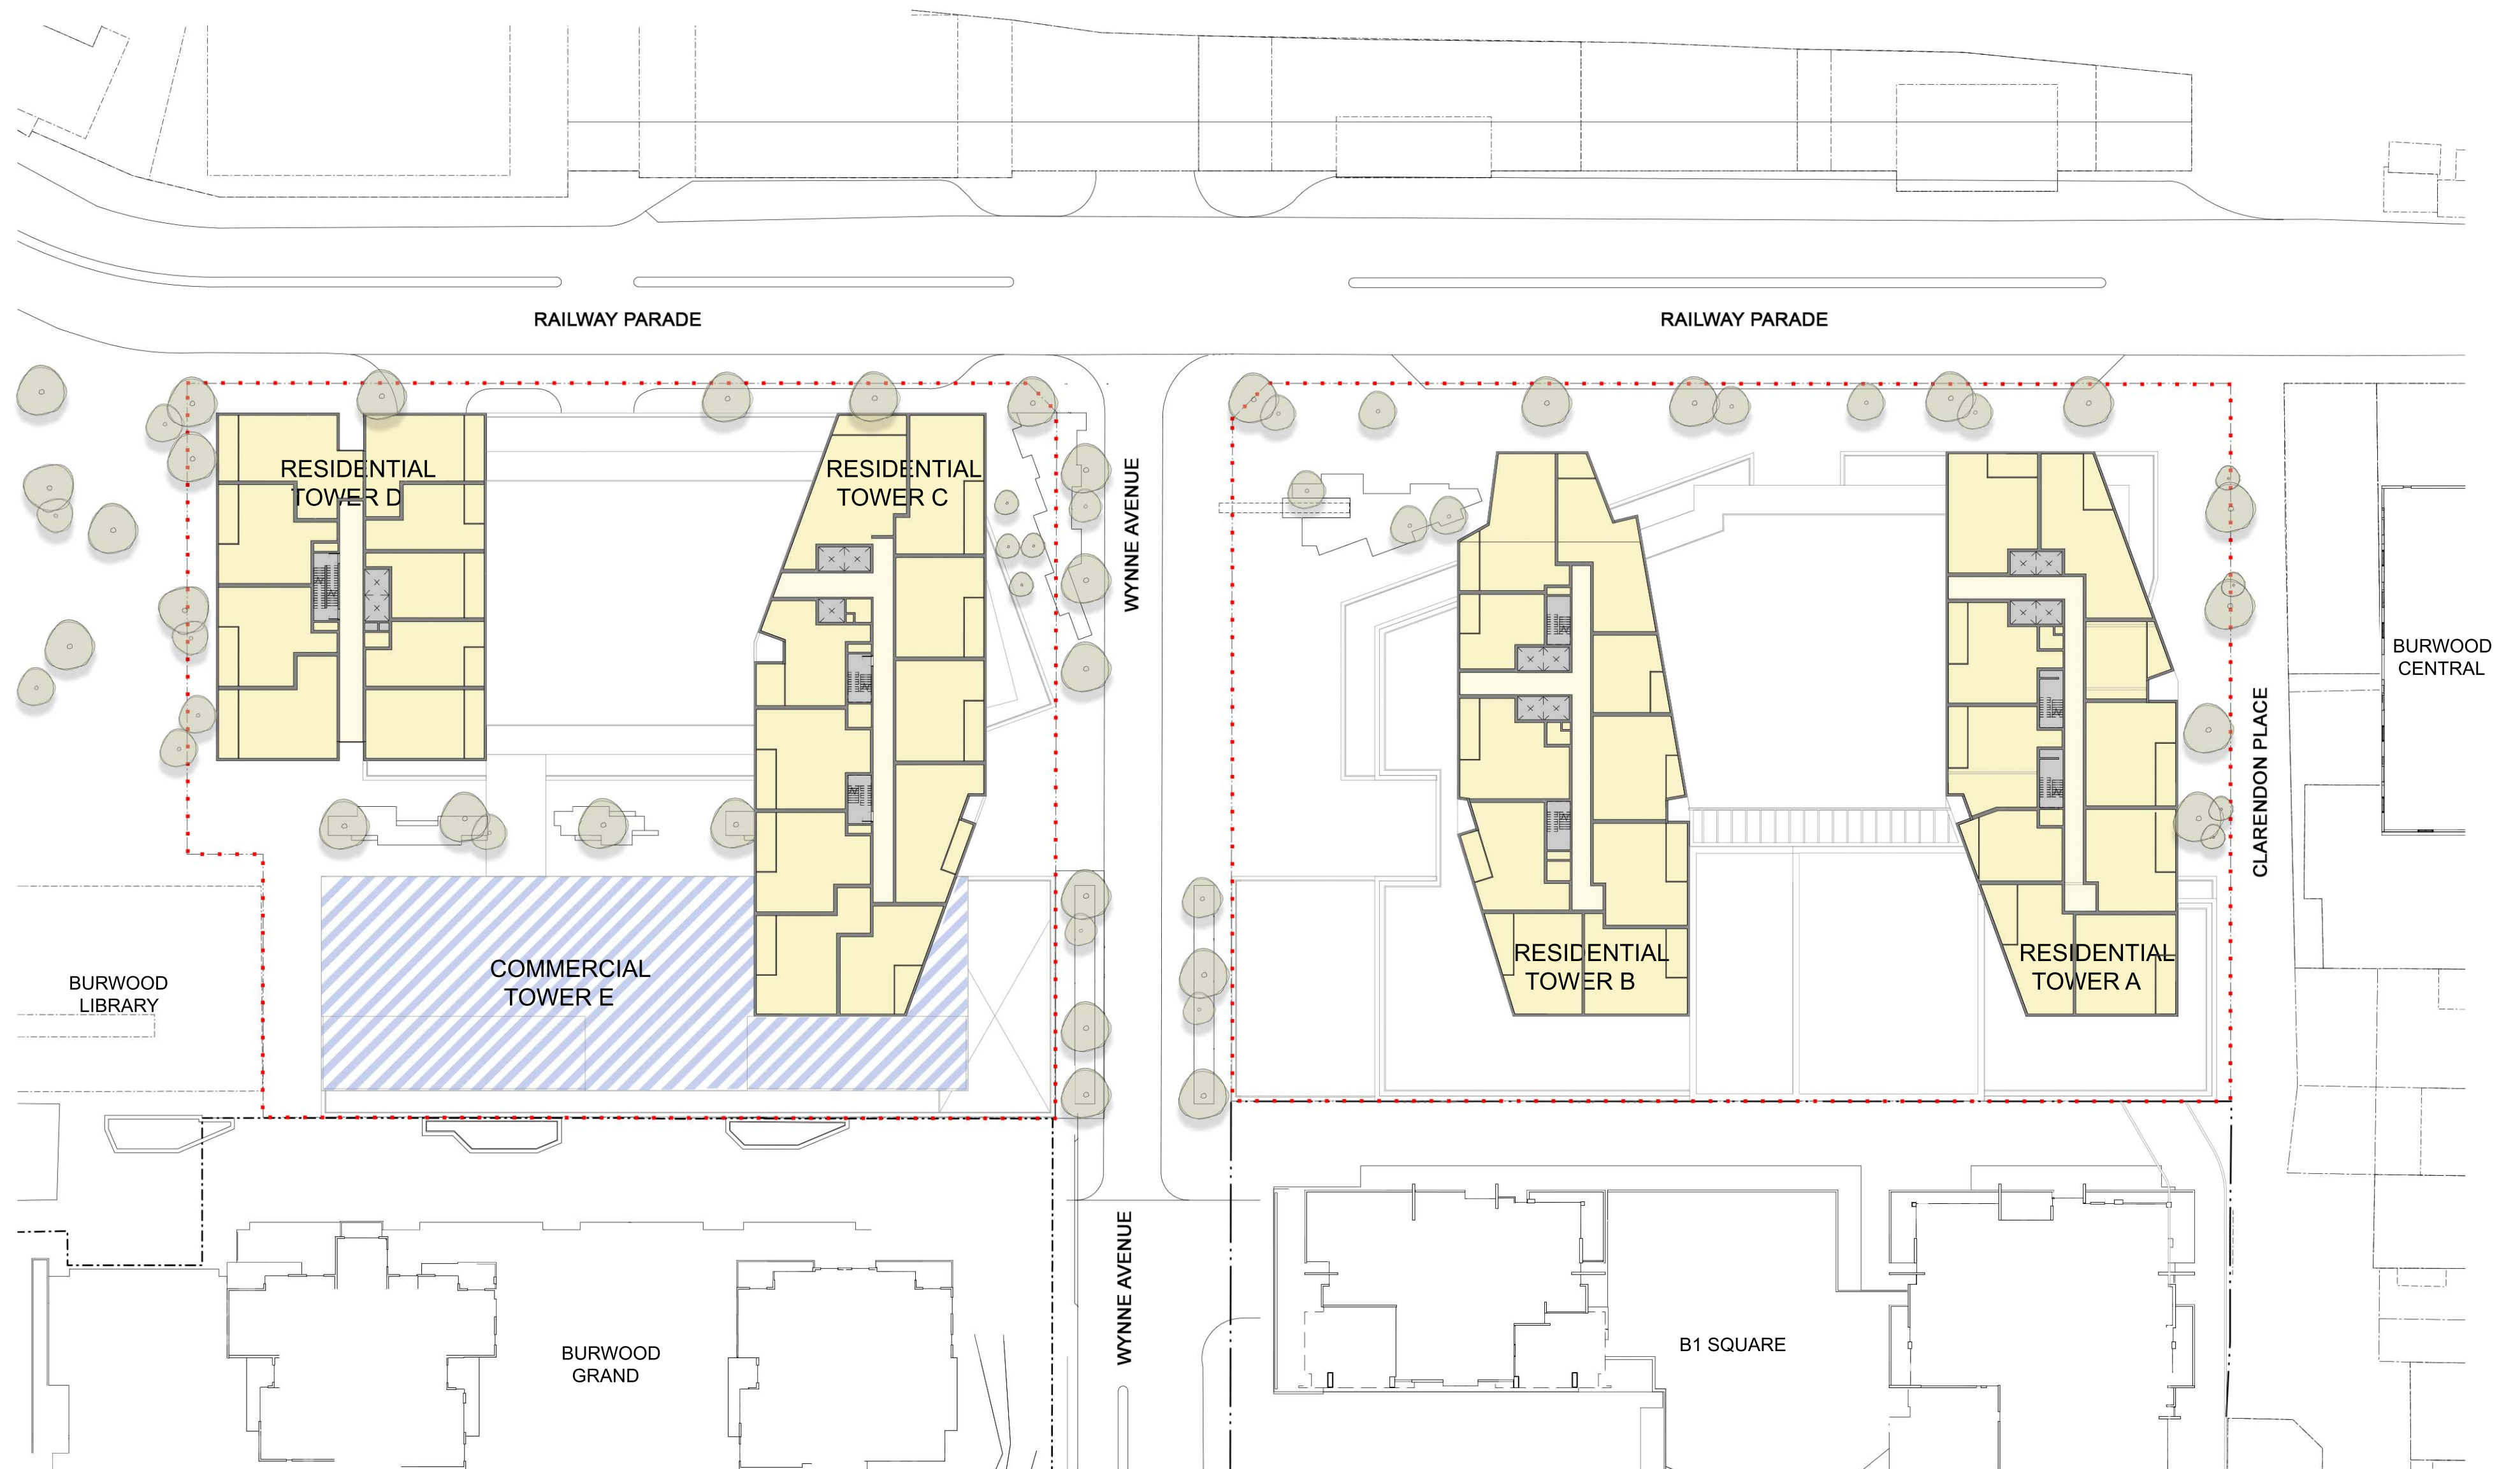 RAILWAY PARADE
RAILWAY PARADE
RESIDENTIAL
TOWER D
RESIDENTIAL
TOWER C
WYNNE AVENUE
BURWOOD
CENTRAL
CLARENDON PLACE
BURWOOD
LIBRARY
COMMERCIAL
TOWER E
RESIDENTIAL
TOWER B
RESIDENTIAL
TOWER A
WYNNE AVENUE
BURWOOD
GRAND
B1 SQUARE